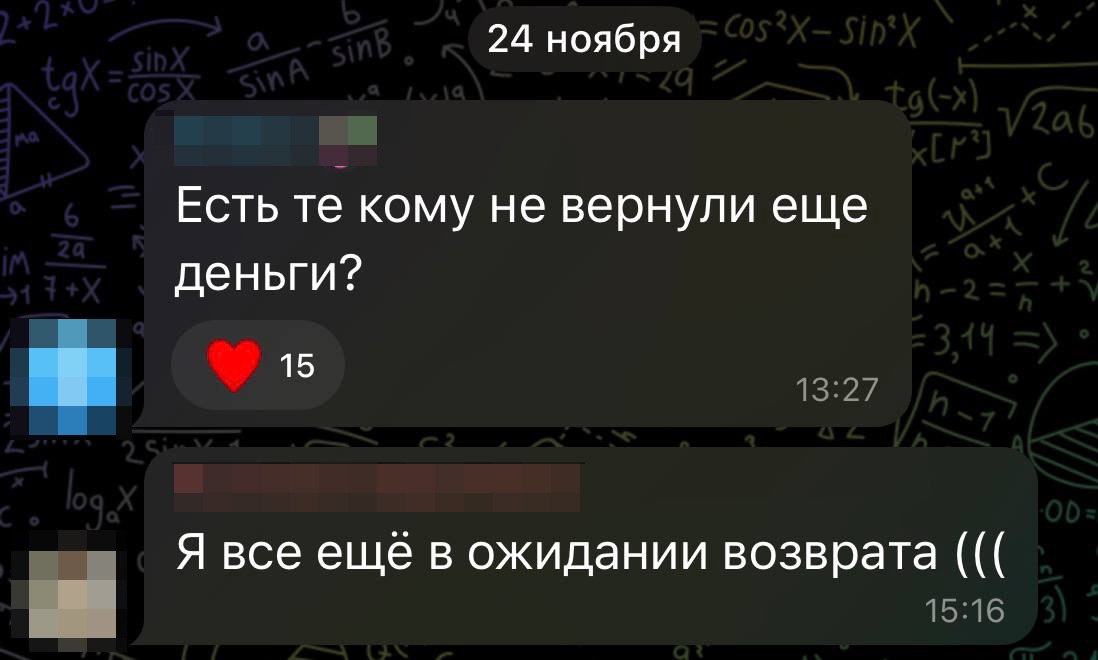 24 ноября
Есть те кому не вернули еще
деньги?
15
13:27
Я все ещё в ожидании возврата (((
15:16